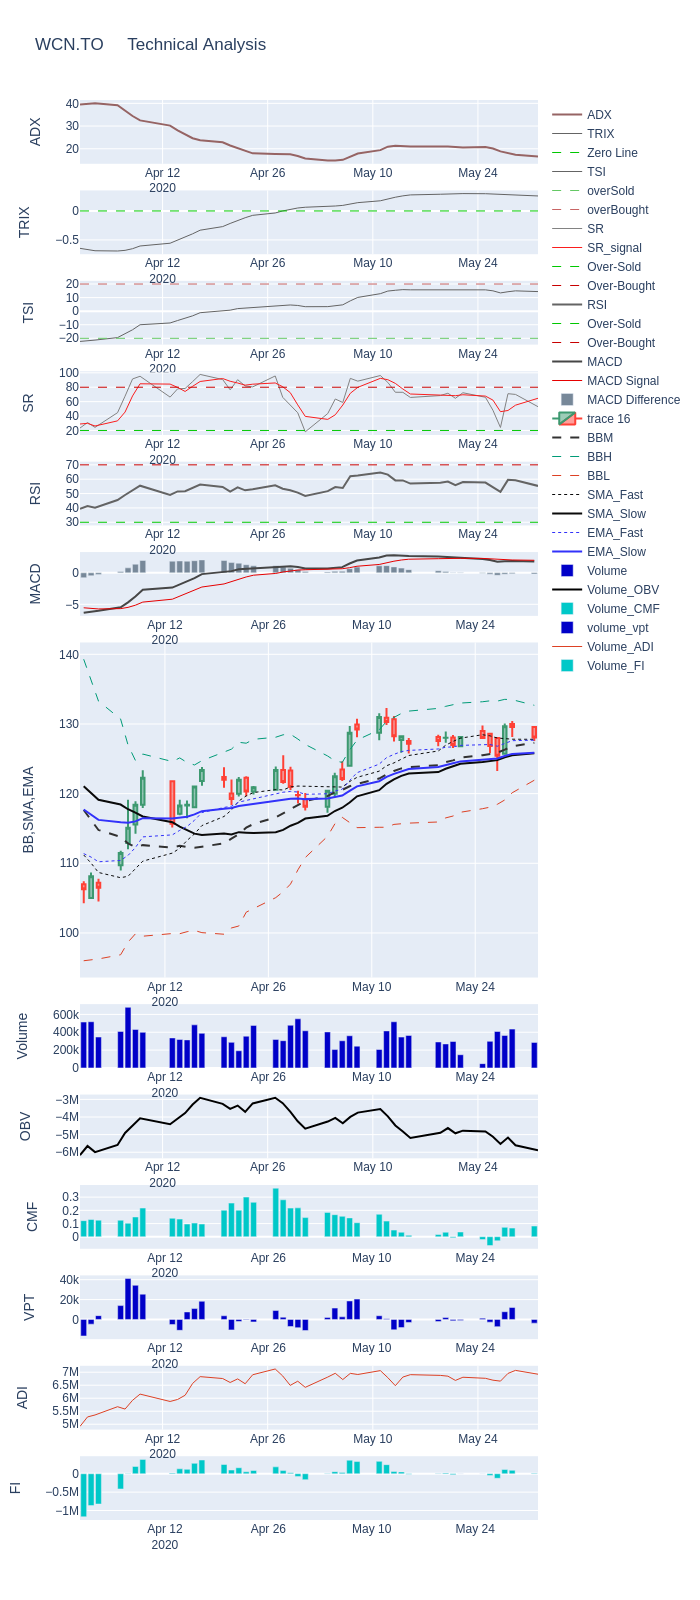 WCN.TO Technical Analysis
ADX
40
30
20
Apr 12
2020
Apr 26
May 10
May 24
TRIX
0
−0.5
Apr 12
2020
Apr 26
May 10
May 24
TSI
20
10
0
−10
−20
Apr 12
2020
Apr 26
May 10
May 24
SR
100
80
60
40
20
Apr 12
2020
Apr 26
May 10
May 24
RSI
70
60
50
40
30
Apr 12
2020
Apr 26
May 10
May 24
MACD
0
−5
Apr 12
2020
Apr 26
May 10
May 24
BB,SMA,EMA
140
130
120
110
100
Apr 12
2020
Apr 26
May 10
May 24
Volume
600k
400k
200k
0
Apr 12
2020
Apr 26
May 10
May 24
OBV
−3M
−4M
−5M
−6M
Apr 12
2020
Apr 26
May 10
May 24
CMF
0.3
0.2
0.1
0
Apr 12
2020
Apr 26
May 10
May 24
VPT
40k
20k
0
Apr 12
2020
Apr 26
May 10
May 24
ADI
7M
6.5M
6M
5.5M
5M
Apr 12
2020
Apr 26
May 10
May 24
FI
0
−0.5M
−1M
Apr 12
2020
Apr 26
May 10
May 24
ADX
TRIX
Zero Line
TSI
overSold
overBought
SR
SR_signal
Over-Sold
Over-Bought
RSI
Over-Sold
Over-Bought
MACD
MACD Signal
MACD Difference
trace 16
BBM
BBH
BBL
SMA_Fast
SMA_Slow
EMA_Fast
EMA_Slow
Volume
Volume_OBV
Volume_CMF
volume_vpt
Volume_ADI
Volume_FI